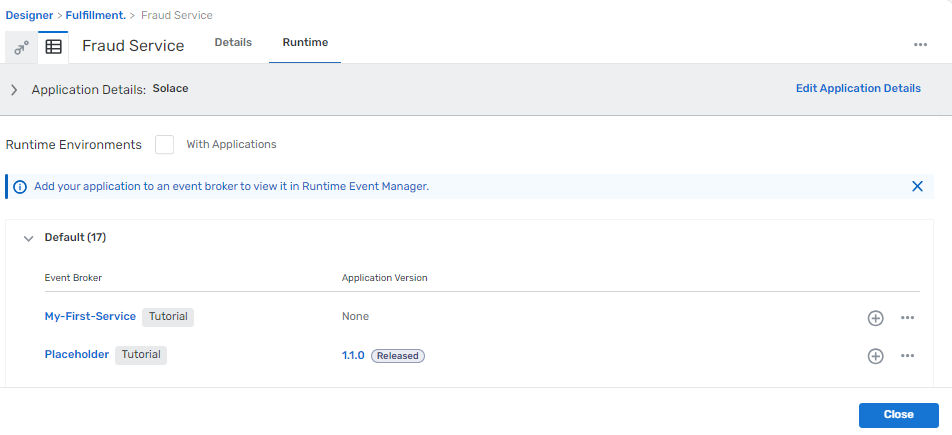 Designer > Fulfillment. > Fraud Service
Fraud Service Details Runtime
Application Details: Solace Edit Application Details
Runtime Environments With Applications
Add your application to an event broker to view it in Runtime Event Manager.
Default (17)
Event Broker Application Version
My-First-Service Tutorial None
Placeholder Tutorial 1.1.0 Released
Close